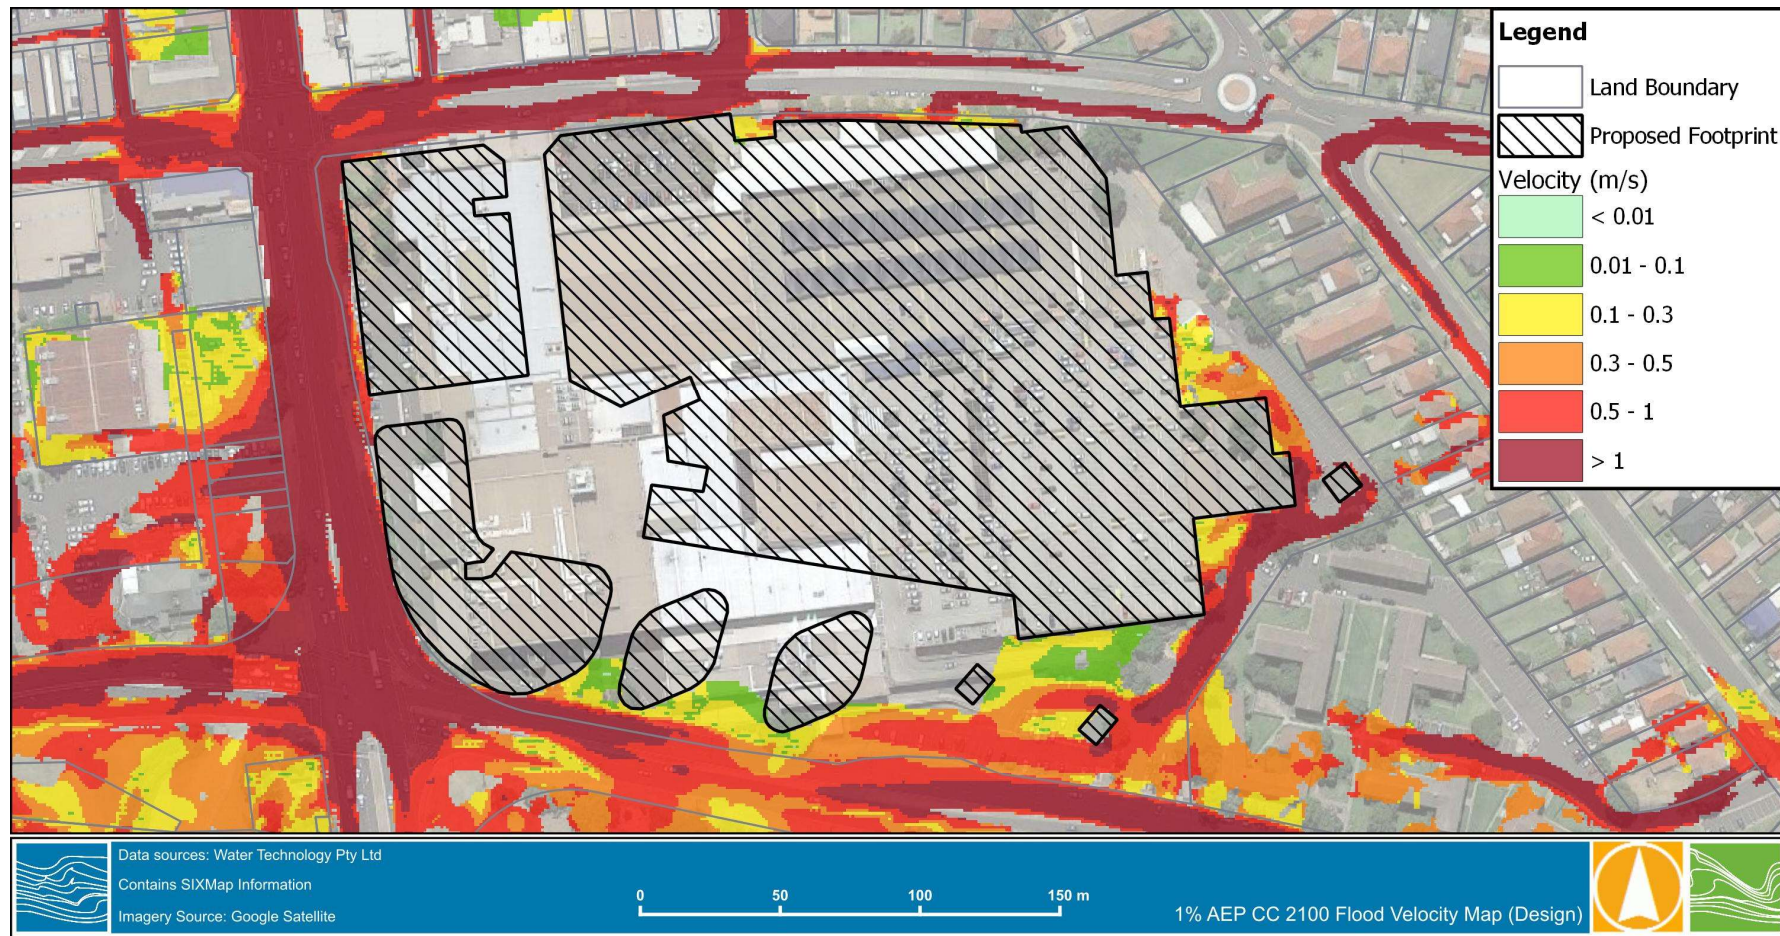 Legend
Land Boundary
Proposed Footprint
Velocity (m/s)
< 0.01
0.01 - 0.1
0.1 - 0.3
0.3 - 0.5
0.5 - 1
> 1
Data sources: Water Technology Pty Ltd
Contains SIXMap Information
Imagery Source: Google Satellite
0 50 100 150 m
1% AEP CC 2100 Flood Velocity Map (Design)